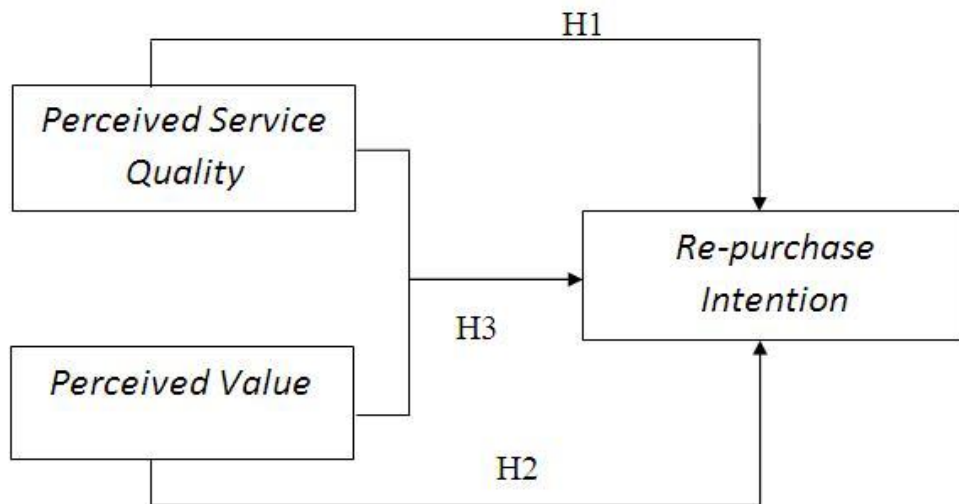 H1
Perceived Service
Quality
Re-purchase
Intention
H3
Perceived Value
H2